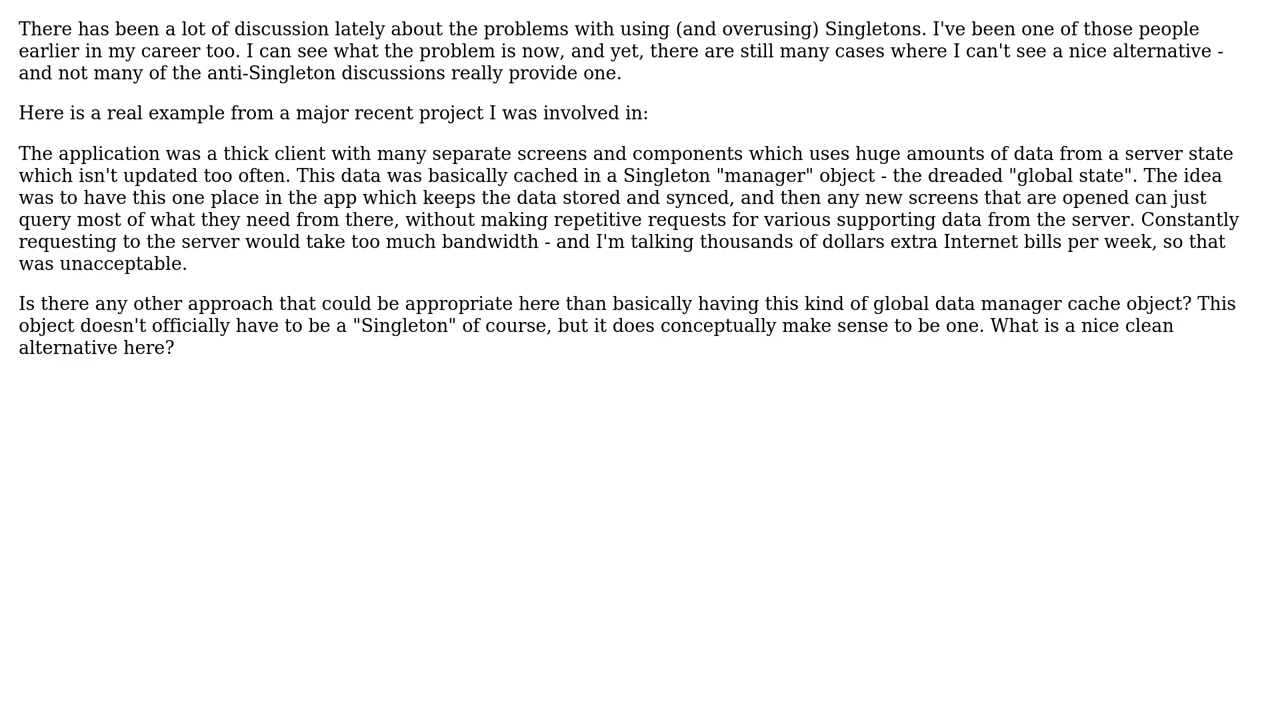 There has been a lot of discussion lately about the problems with using (and overusing) Singletons. I've been one of those people
earlier in my career too. I can see what the problem is now, and yet, there are still many cases where I can't see a nice alternative -
and not many of the anti-Singleton discussions really provide one.
Here is a real example from a major recent project I was involved in:
The application was a thick client with many separate screens and components which uses huge amounts of data from a server state
which isn't updated too often. This data was basically cached in a Singleton "manager" object - the dreaded "global state". The idea
was to have this one place in the app which keeps the data stored and synced, and then any new screens that are opened can just
query most of what they need from there, without making repetitive requests for various supporting data from the server. Constantly
requesting to the server would take too much bandwidth - and I'm talking thousands of dollars extra Internet bills per week, so that
was unacceptable.
Is there any other approach that could be appropriate here than basically having this kind of global data manager cache object? This
object doesn't officially have to be a "Singleton" of course, but it does conceptually make sense to be one. What is a nice clean
alternative here?